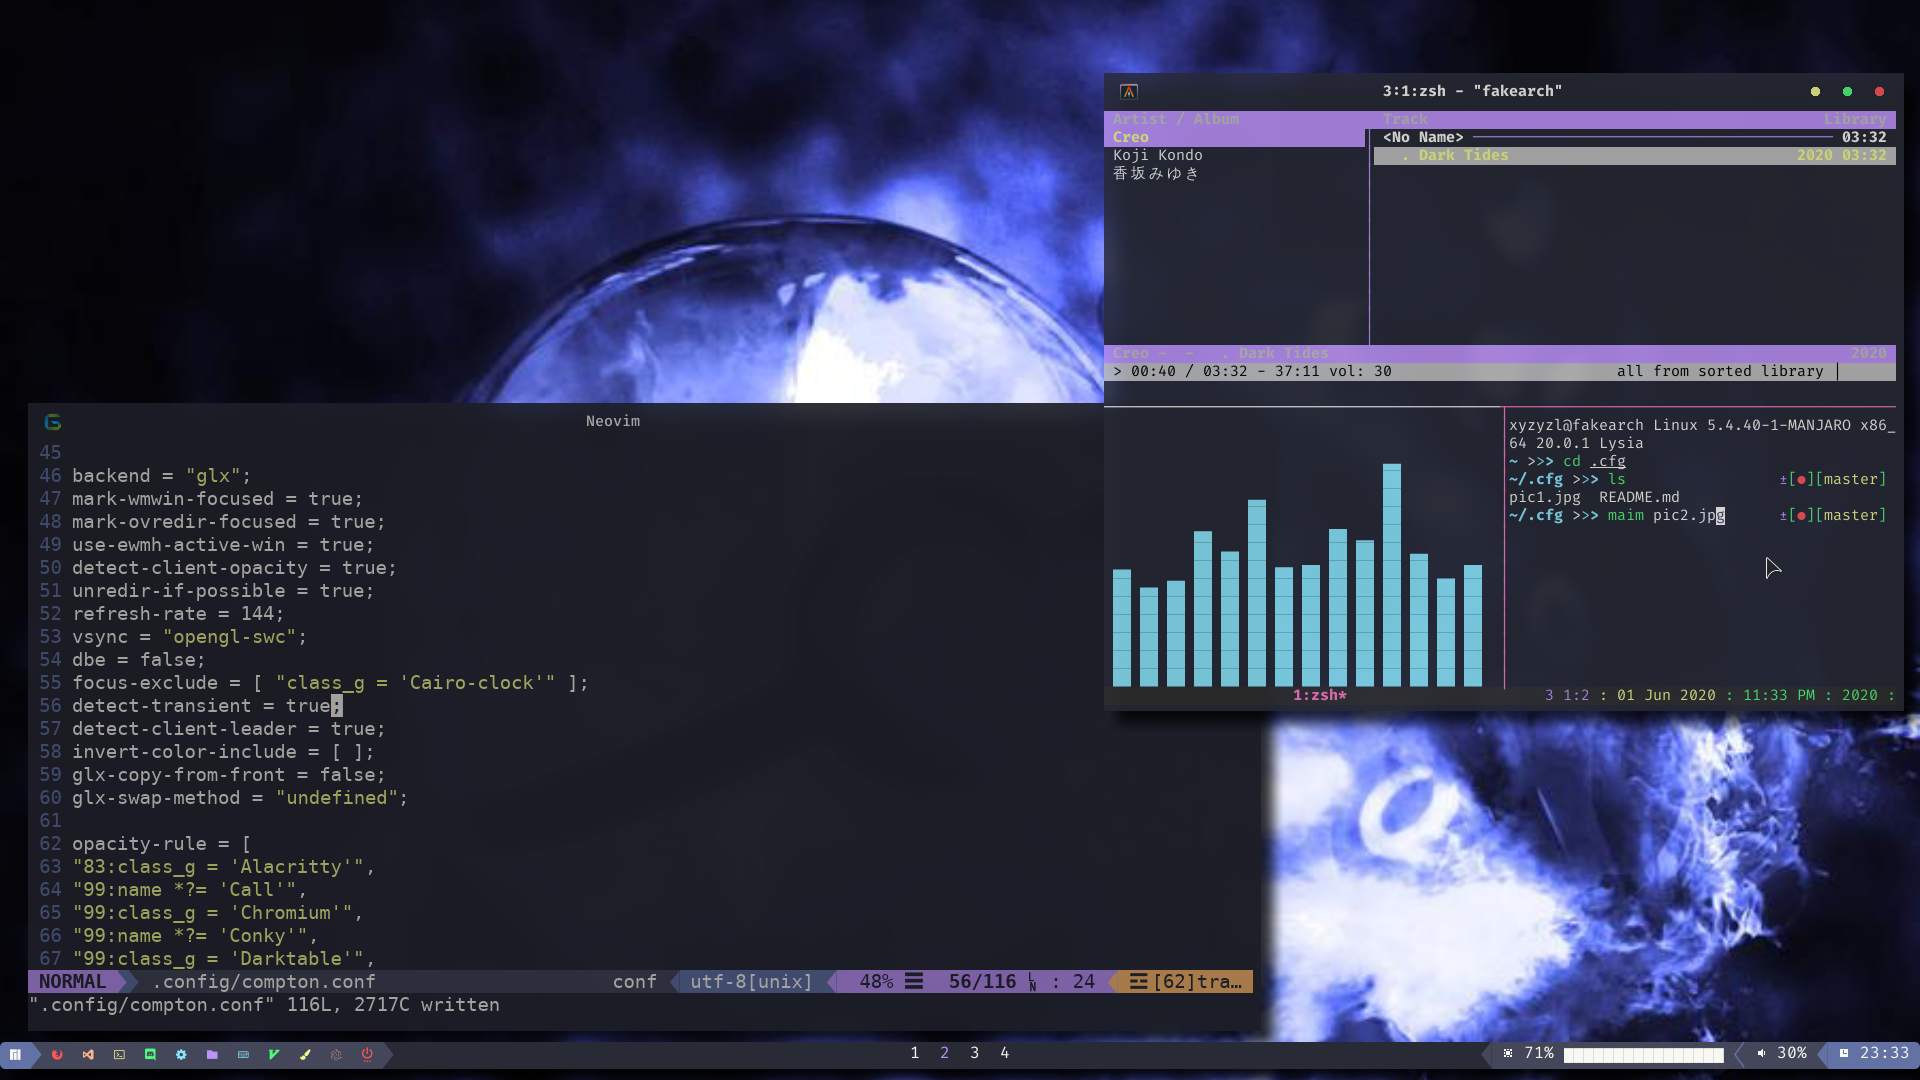 3:1:zsh - "fakearch"
Artist / Album Track Library
Creo <No Name> 03:32
Koji Kondo . Dark Tides 2020 03:32
香坂みゆき
Creo - - . Dark Tides 2020
> 00:40 / 03:32 - 37:11 vol: 30 all from sorted library |
xyzyzl@fakearch Linux 5.4.40-1-MANJARO x86_
64 20.0.1 Lysia
~ >>> cd .cfg
~/.cfg >>> ls ±[●][master]
pic1.jpg README.md
~/.cfg >>> maim pic2.jpg ±[●][master]
1:zsh* 3 1:2 : 01 Jun 2020 : 11:33 PM : 2020 :
Neovim
45
46 backend = "glx";
47 mark-wmwin-focused = true;
48 mark-ovredir-focused = true;
49 use-ewmh-active-win = true;
50 detect-client-opacity = true;
51 unredir-if-possible = true;
52 refresh-rate = 144;
53 vsync = "opengl-swc";
54 dbe = false;
55 focus-exclude = [ "class_g = 'Cairo-clock'" ];
56 detect-transient = true;
57 detect-client-leader = true;
58 invert-color-include = [ ];
59 glx-copy-from-front = false;
60 glx-swap-method = "undefined";
61
62 opacity-rule = [
63 "83:class_g = 'Alacritty'",
64 "99:name *?= 'Call'",
65 "99:class_g = 'Chromium'",
66 "99:name *?= 'Conky'",
67 "99:class_g = 'Darktable'",
NORMAL .config/compton.conf conf utf-8[unix] 48% ☰ 56/116 LN : 24 ☲ [62]tra…
".config/compton.conf" 116L, 2717C written
1 2 3 4 71% 30% 23:33